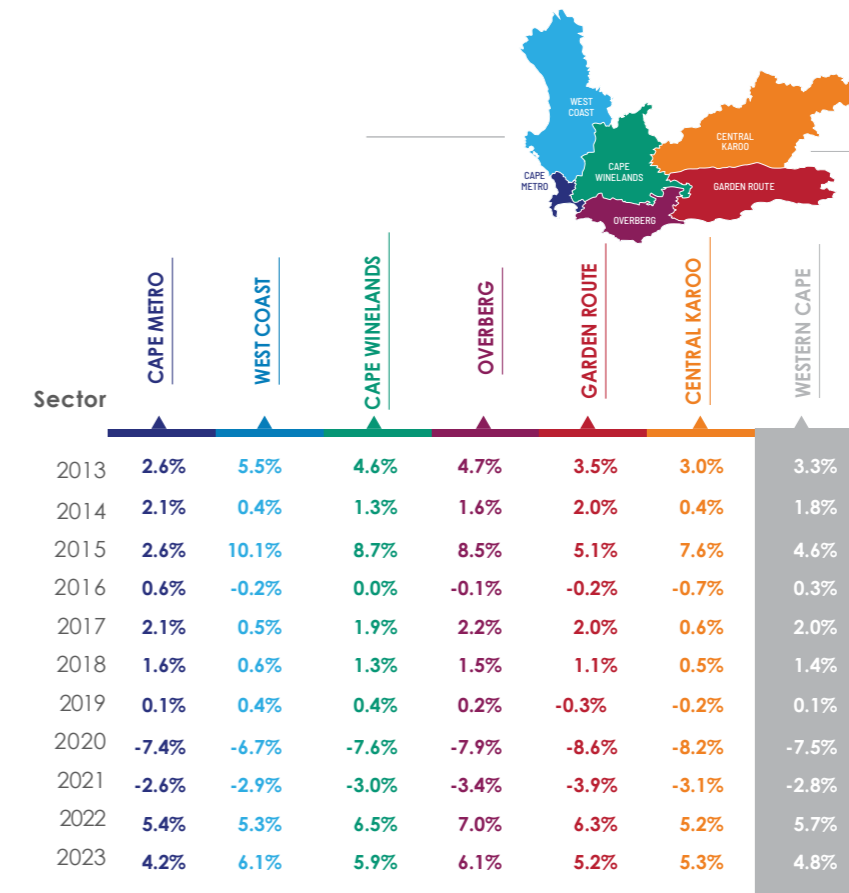 WEST
COAST
CENTRAL
KAROO
CAPE
WINELANDS
CAPE
METRO
GARDEN ROUTE
OVERBERG
Sector CAPE METRO WEST COAST CAPE WINELANDS OVERBERG GARDEN ROUTE CENTRAL KAROO WESTERN CAPE
2013 2.6% 5.5% 4.6% 4.7% 3.5% 3.0% 3.3%
2014 2.1% 0.4% 1.3% 1.6% 2.0% 0.4% 1.8%
2015 2.6% 10.1% 8.7% 8.5% 5.1% 7.6% 4.6%
2016 0.6% -0.2% 0.0% -0.1% -0.2% -0.7% 0.3%
2017 2.1% 0.5% 1.9% 2.2% 2.0% 0.6% 2.0%
2018 1.6% 0.6% 1.3% 1.5% 1.1% 0.5% 1.4%
2019 0.1% 0.4% 0.4% 0.2% -0.3% -0.2% 0.1%
2020 -7.4% -6.7% -7.6% -7.9% -8.6% -8.2% -7.5%
2021 -2.6% -2.9% -3.0% -3.4% -3.9% -3.1% -2.8%
2022 5.4% 5.3% 6.5% 7.0% 6.3% 5.2% 5.7%
2023 4.2% 6.1% 5.9% 6.1% 5.2% 5.3% 4.8%